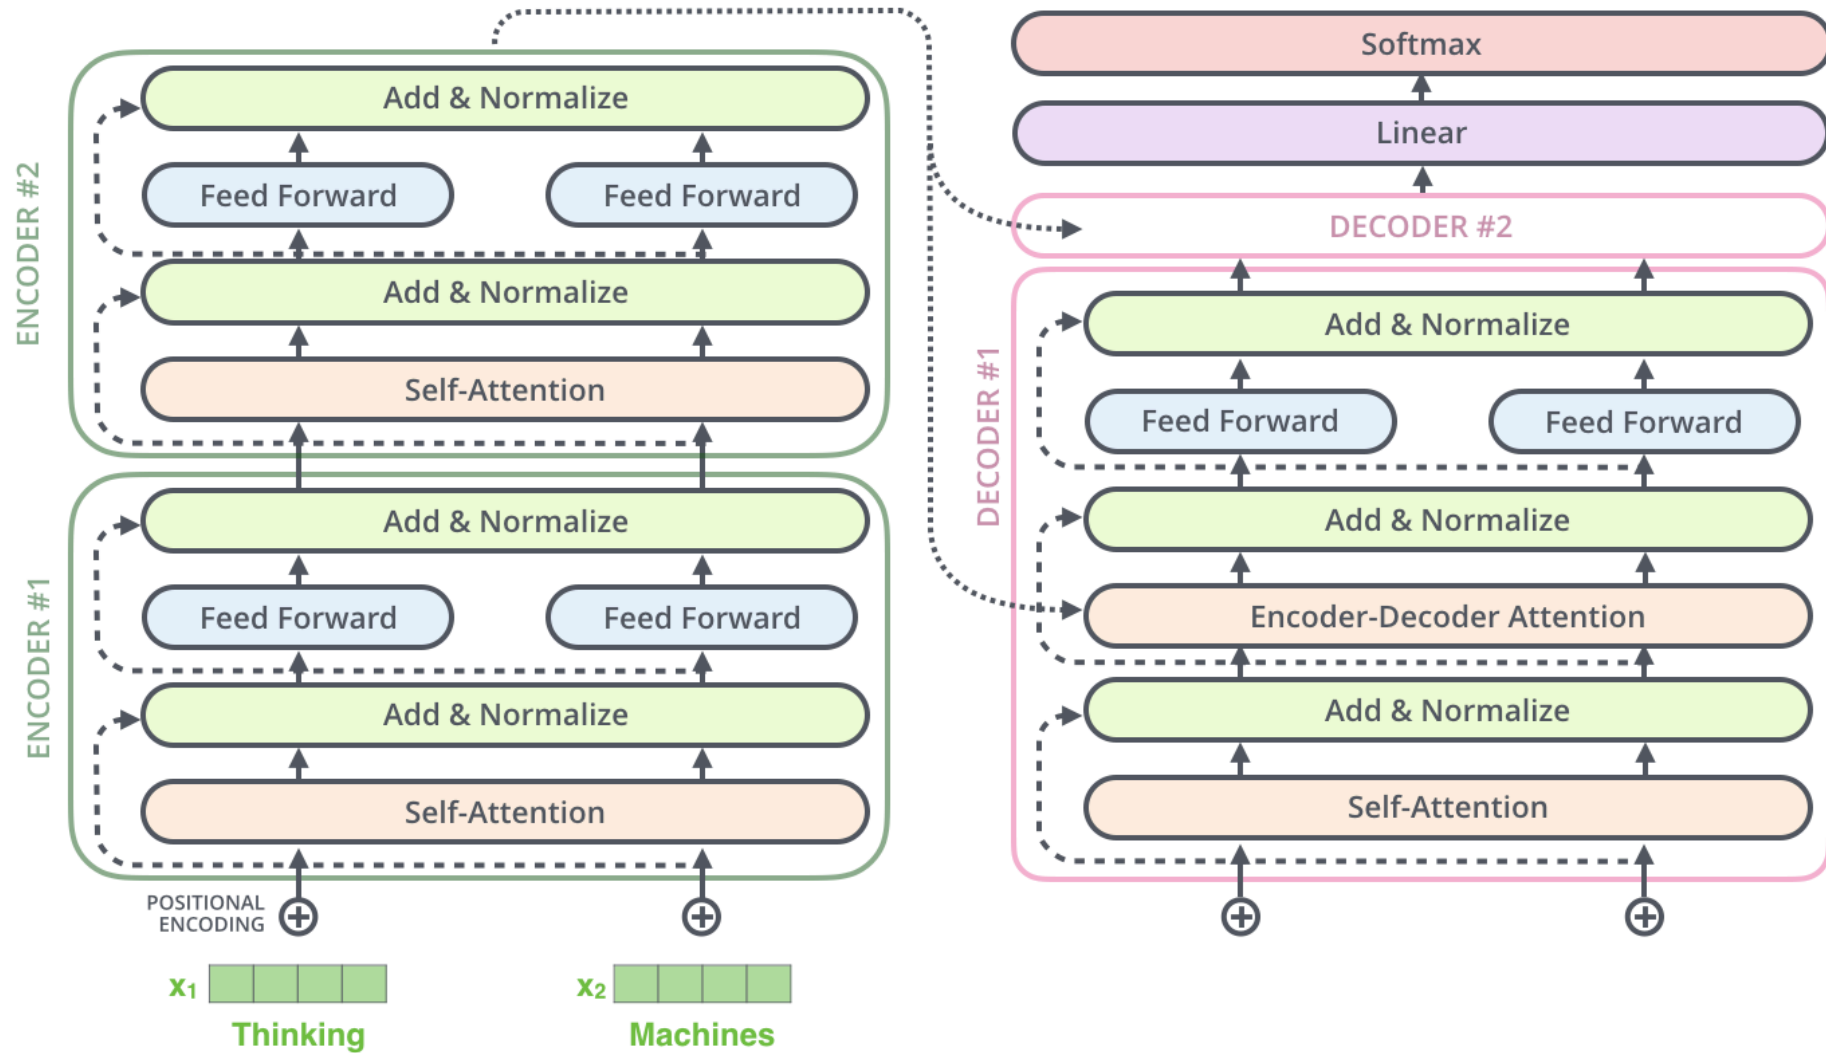 ENCODER #2
Add & Normalize
Feed Forward
Feed Forward
Add & Normalize
Self-Attention
ENCODER #1
Add & Normalize
Feed Forward
Feed Forward
Add & Normalize
Self-Attention
POSITIONAL
ENCODING
x1
x2
Thinking
Machines
Softmax
Linear
DECODER #2
DECODER #1
Add & Normalize
Feed Forward
Feed Forward
Add & Normalize
Encoder-Decoder Attention
Add & Normalize
Self-Attention